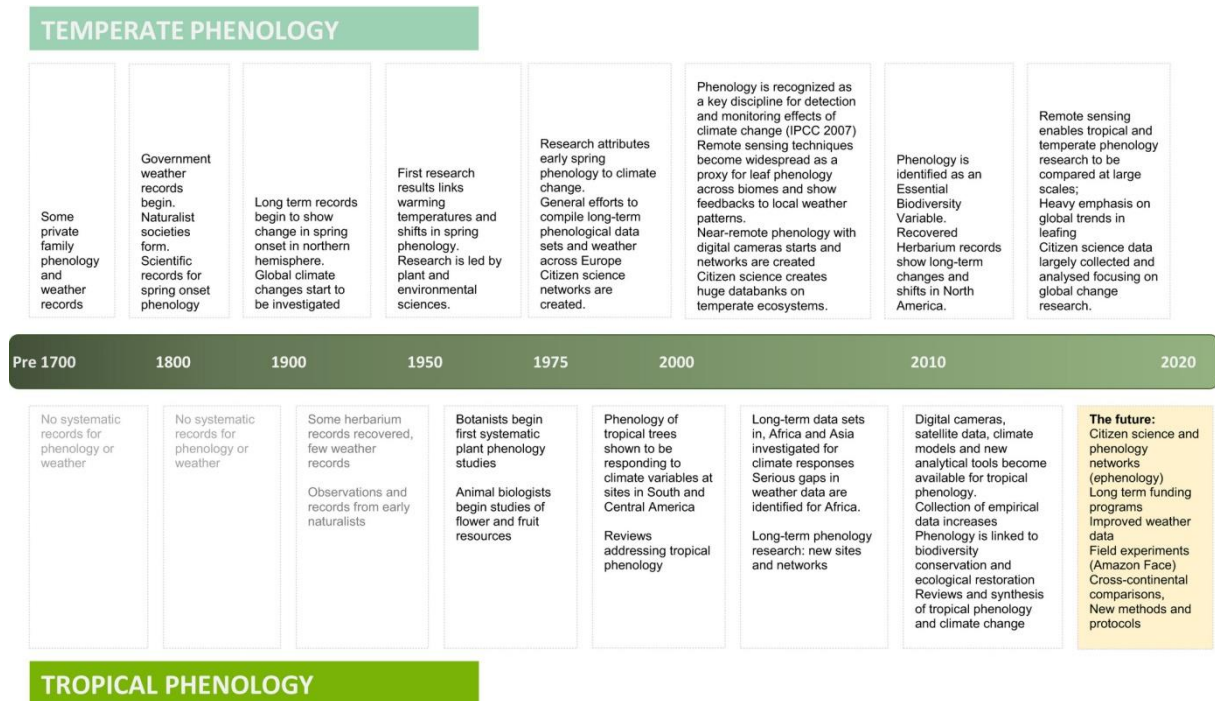 TEMPERATE PHENOLOGY
Some
private
family
phenology
and
weather
records
Government
weather
records
begin.
Naturalist
societies
form.
Scientific
records for
spring onset
phenology
Long term records
begin to show
change in spring
onset in northern
hemisphere.
Global climate
changes start to
be investigated
First research
results links
warming
temperatures and
shifts in spring
phenology.
Research is led by
plant and
environmental
sciences.
Research attributes
early spring
phenology to climate
change.
General efforts to
compile long-term
phenological data
sets and weather
across Europe
Citizen science
networks are
created.
Phenology is recognized as
a key discipline for detection
and monitoring effects of
climate change (IPCC 2007)
Remote sensing techniques
become widespread as a
proxy for leaf phenology
across biomes and show
feedbacks to local weather
patterns.
Near-remote phenology with
digital cameras starts and
networks are created
Citizen science creates
huge databanks on
temperate ecosystems.
Phenology is
identified as an
Essential
Biodiversity
Variable.
Recovered
Herbarium records
show long-term
changes and
shifts in North
America.
Remote sensing
enables tropical and
temperate phenology
research to be
compared at large
scales;
Heavy emphasis on
global trends in
leafing
Citizen science data
largely collected and
analysed focusing on
global change
research.
Pre 1700 1800 1900 1950 1975 2000 2010 2020
No systematic
records for
phenology or
weather
No systematic
records for
phenology or
weather
Some herbarium
records recovered,
few weather
records
Observations and
records from early
naturalists
Botanists begin
first systematic
plant phenology
studies
Animal biologists
begin studies of
flower and fruit
resources
Phenology of
tropical trees
shown to be
responding to
climate variables at
sites in South and
Central America
Reviews
addressing tropical
phenology
Long-term data sets
in, Africa and Asia
investigated for
climate responses
Serious gaps in
weather data are
identified for Africa.
Long-term phenology
research: new sites
and networks
Digital cameras,
satellite data, climate
models and new
analytical tools become
available for tropical
phenology.
Collection of empirical
data increases
Phenology is linked to
biodiversity
conservation and
ecological restoration
Reviews and synthesis
of tropical phenology
and climate change
The future:
Citizen science and
phenology
networks
(ephenology)
Long term funding
programs
Improved weather
data
Field experiments
(Amazon Face)
Cross-continental
comparisons,
New methods and
protocols
TROPICAL PHENOLOGY